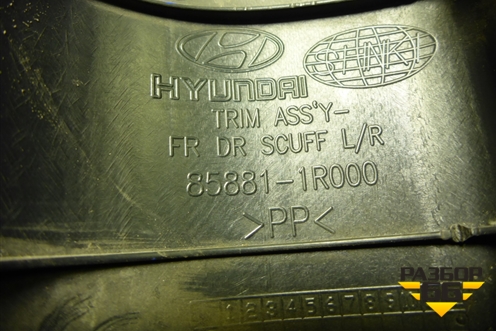 HYUNDAI
TRIM ASS'Y-
FR DR SCUFF L/R
85881-1R000
>PP<
РАЗБОР